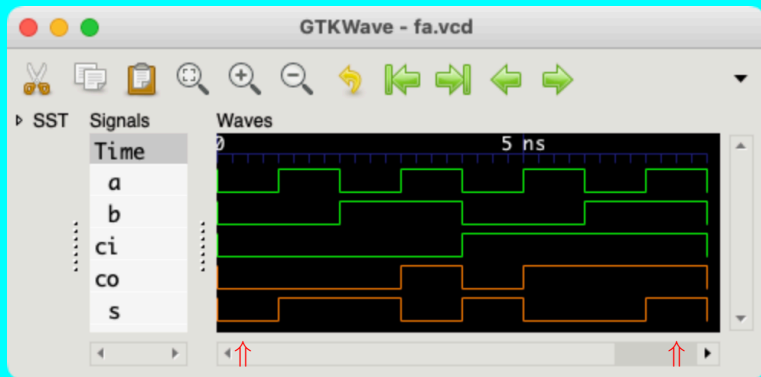 GTKWave - fa.vcd
SST
Signals
Waves
Time
0
5 ns
a
b
ci
co
s